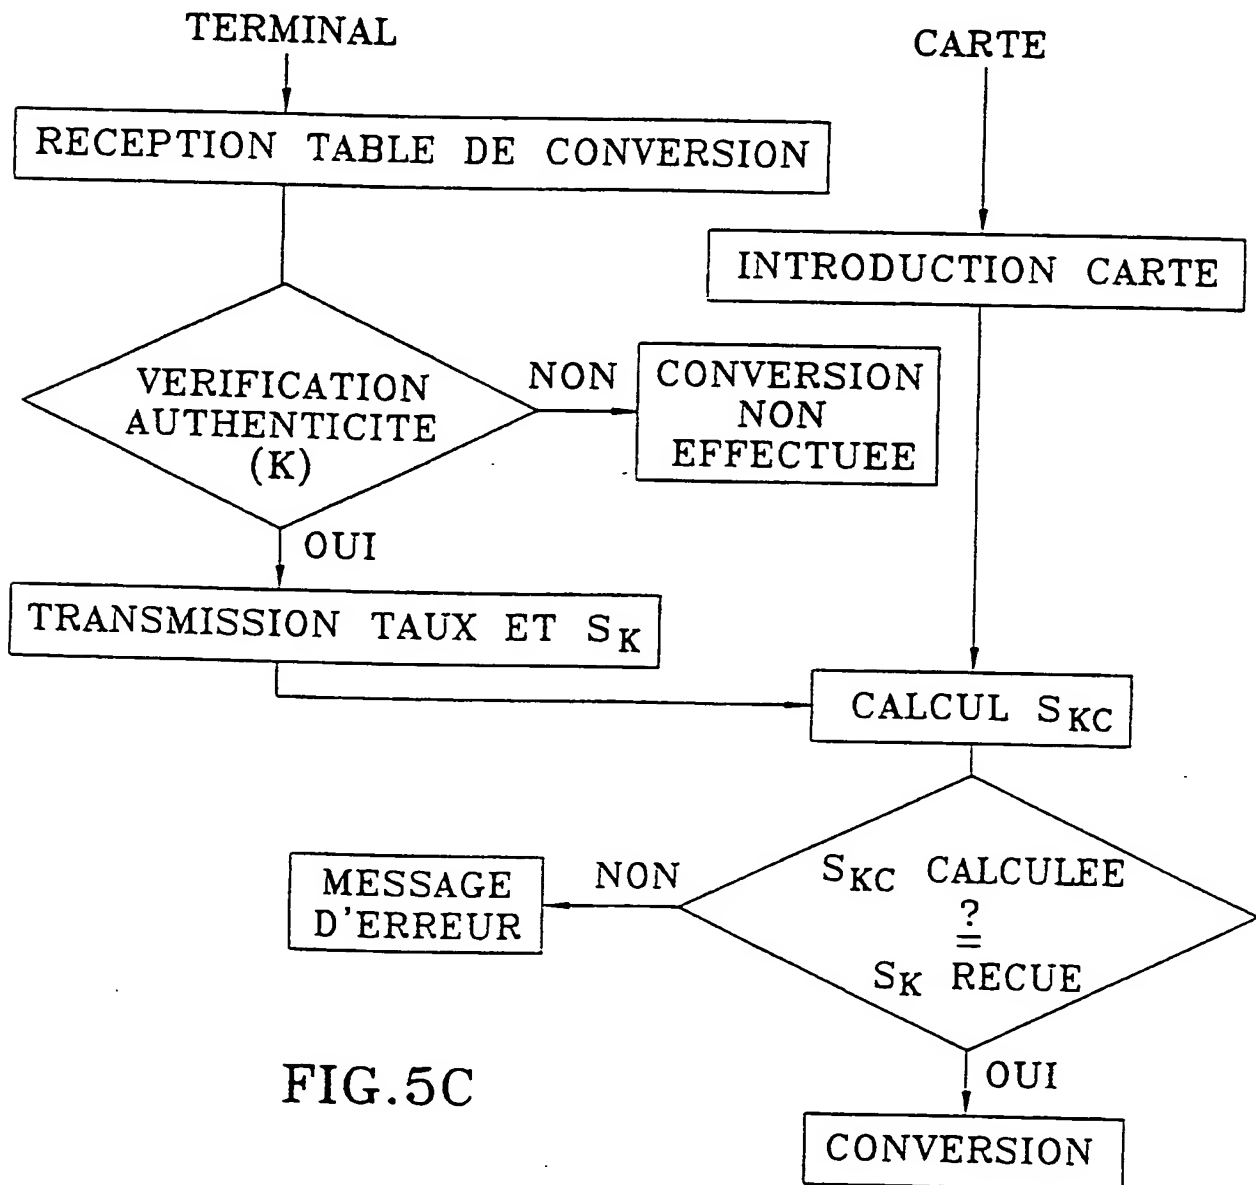 TERMINAL
CARTE
RECEPTION TABLE DE CONVERSION
INTRODUCTION CARTE
VERIFICATION
AUTHENTICITE
(K)
NON
CONVERSION
NON
EFFECTUEE
OUI
TRANSMISSION TAUX ET SK
CALCUL SKC
SKC CALCULEE
?
=
SK RECUE
NON
MESSAGE
D'ERREUR
OUI
CONVERSION
FIG.5C